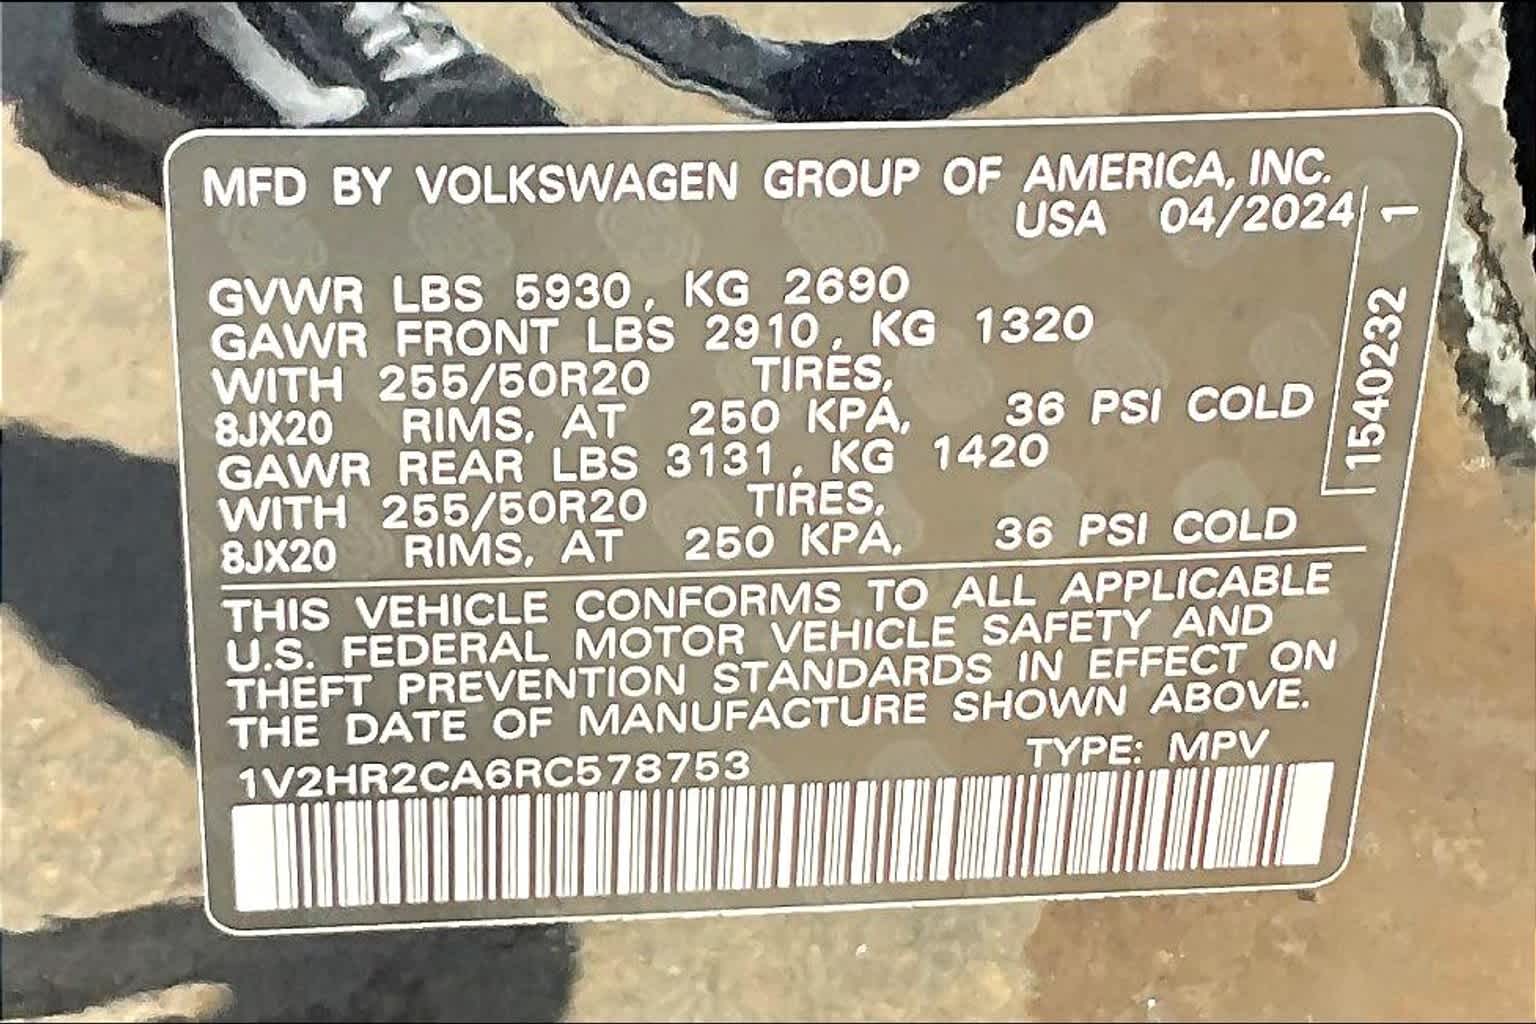 MFD BY VOLKSWAGEN GROUP OF AMERICA, INC.
USA 04/2024
GVWR LBS 5930, KG 2690
GAWR FRONT LBS 2910, KG 1320
WITH 255/50R20 TIRES,
8JX20 RIMS, AT 250 KPA, 36 PSI COLD
GAWR REAR LBS 3131, KG 1420
WITH 255/50R20 TIRES,
8JX20 RIMS, AT 250 KPA, 36 PSI COLD
THIS VEHICLE CONFORMS TO ALL APPLICABLE
U.S. FEDERAL MOTOR VEHICLE SAFETY AND
THEFT PREVENTION STANDARDS IN EFFECT ON
THE DATE OF MANUFACTURE SHOWN ABOVE.
1V2HR2CA6RC578753 TYPE: MPV
1540232 1